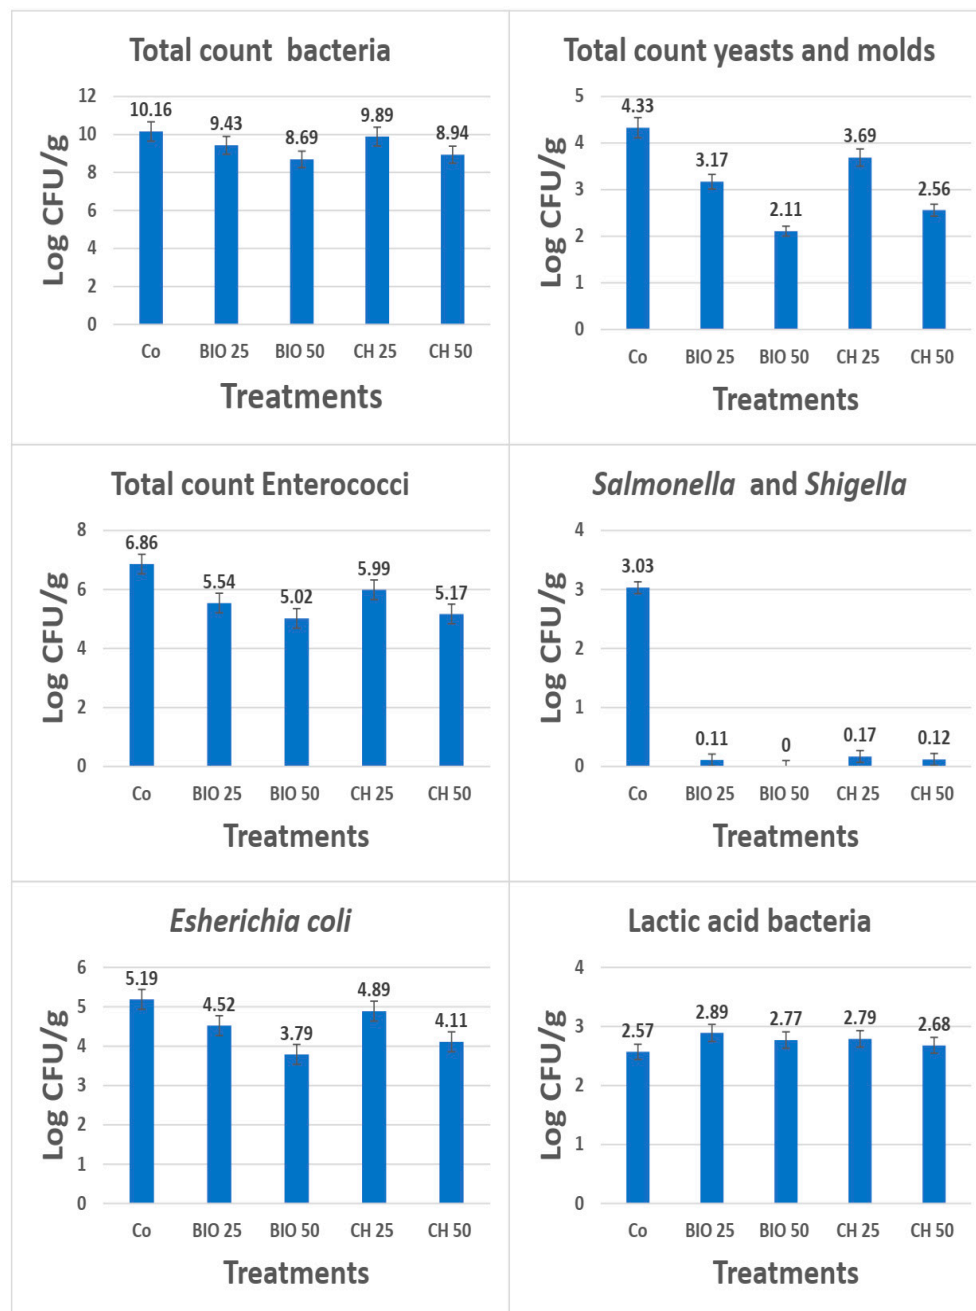 Total count bacteria
Log CFU/g
12
10
8
6
4
2
0
10.16
9.43
8.69
9.89
8.94
Co BIO 25 BIO 50 CH 25 CH 50
Treatments
Total count yeasts and molds
Log CFU/g
5
4
3
2
1
0
4.33
3.17
2.11
3.69
2.56
Co BIO 25 BIO 50 CH 25 CH 50
Treatments
Total count Enterococci
Log CFU/g
8
6
4
2
0
6.86
5.54
5.02
5.99
5.17
Co BIO 25 BIO 50 CH 25 CH 50
Treatments
Salmonella and Shigella
Log CFU/g
4
3
2
1
0
3.03
0.11
0
0.17
0.12
Co BIO 25 BIO 50 CH 25 CH 50
Treatments
Esherichia coli
Log CFU/g
6
5
4
3
2
1
0
5.19
4.52
3.79
4.89
4.11
Co BIO 25 BIO 50 CH 25 CH 50
Treatments
Lactic acid bacteria
Log CFU/g
4
3
2
1
0
2.57
2.89
2.77
2.79
2.68
Co BIO 25 BIO 50 CH 25 CH 50
Treatments